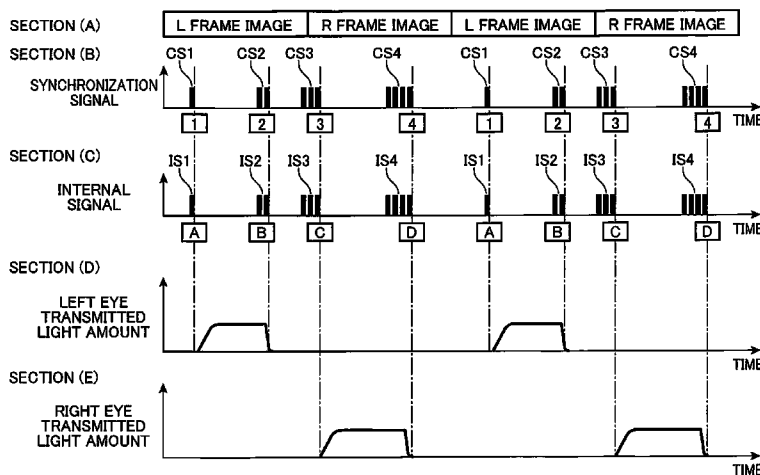 SECTION (A)
L FRAME IMAGE R FRAME IMAGE L FRAME IMAGE R FRAME IMAGE
SECTION (B)
CS1 CS2 CS3 CS4 CS1 CS2 CS3 CS4
SYNCHRONIZATION
SIGNAL
1 2 3 4 1 2 3 4 TIME
SECTION (C)
IS1 IS2 IS3 IS4 IS1 IS2 IS3 IS4
INTERNAL
SIGNAL
A B C D A B C D TIME
SECTION (D)
LEFT EYE
TRANSMITTED
LIGHT AMOUNT
TIME
SECTION (E)
RIGHT EYE
TRANSMITTED
LIGHT AMOUNT
TIME